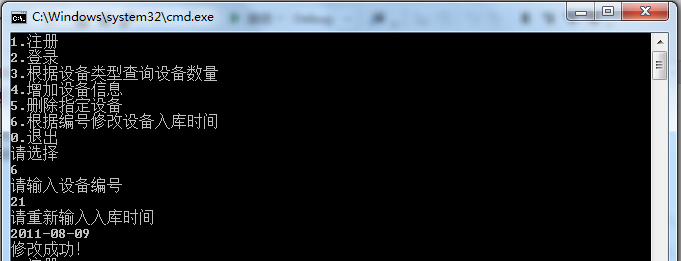 C:\Windows\system32\cmd.exe
1.注册
2.登录
3.根据设备类型查询设备数量
4.增加设备信息
5.删除指定设备
6.根据编号修改设备入库时间
0.退出
请选择
6
请输入设备编号
21
请重新输入入库时间
2011-08-09
修改成功!